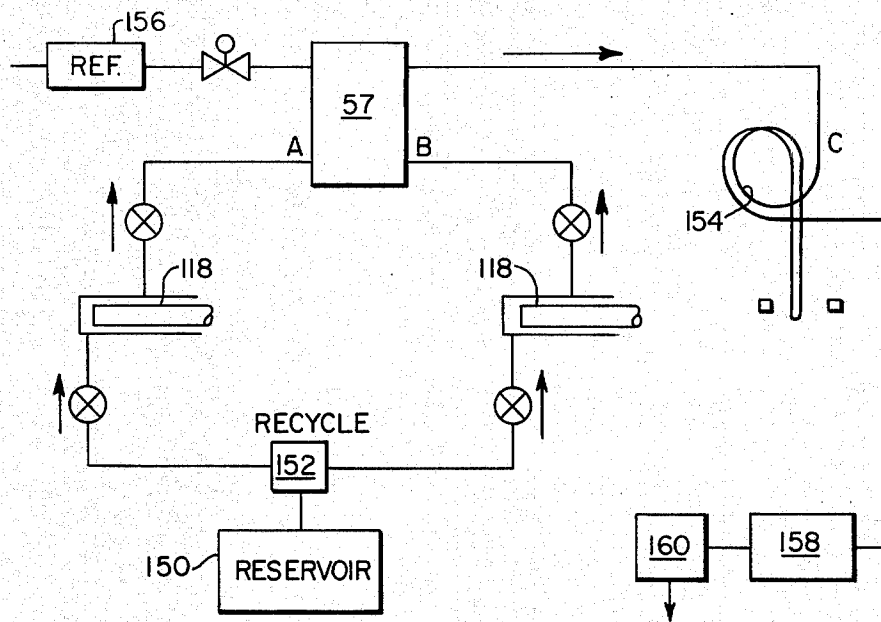 156
REF.
57
A
B
C
154
118
118
RECYCLE
152
150
RESERVOIR
160
158